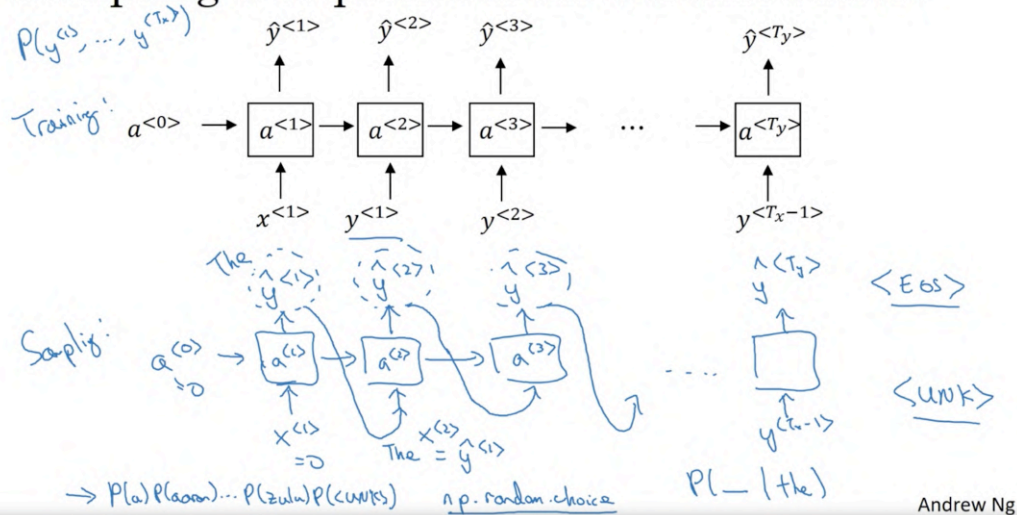 P(y<1>, ..., y<Tx>)
ŷ<1> ŷ<2> ŷ<3> ŷ<Ty>
Training: a<0> a<1> a<2> a<3> ... a<Ty>
x<1> y<1> y<2> y<Tx-1>
The ŷ<1> ŷ<2> ŷ<3> ŷ<Ty> <EOS>
Sampling: a<0> =0 a<1> a<2> a<3> ..... <UNK>
x<1> =0 The x<2> = ŷ<1> y<Tx-1>
→ P(a) P(aaron) ... P(zulu) P(<UNK>) np.random.choice P(_ | the)
Andrew Ng